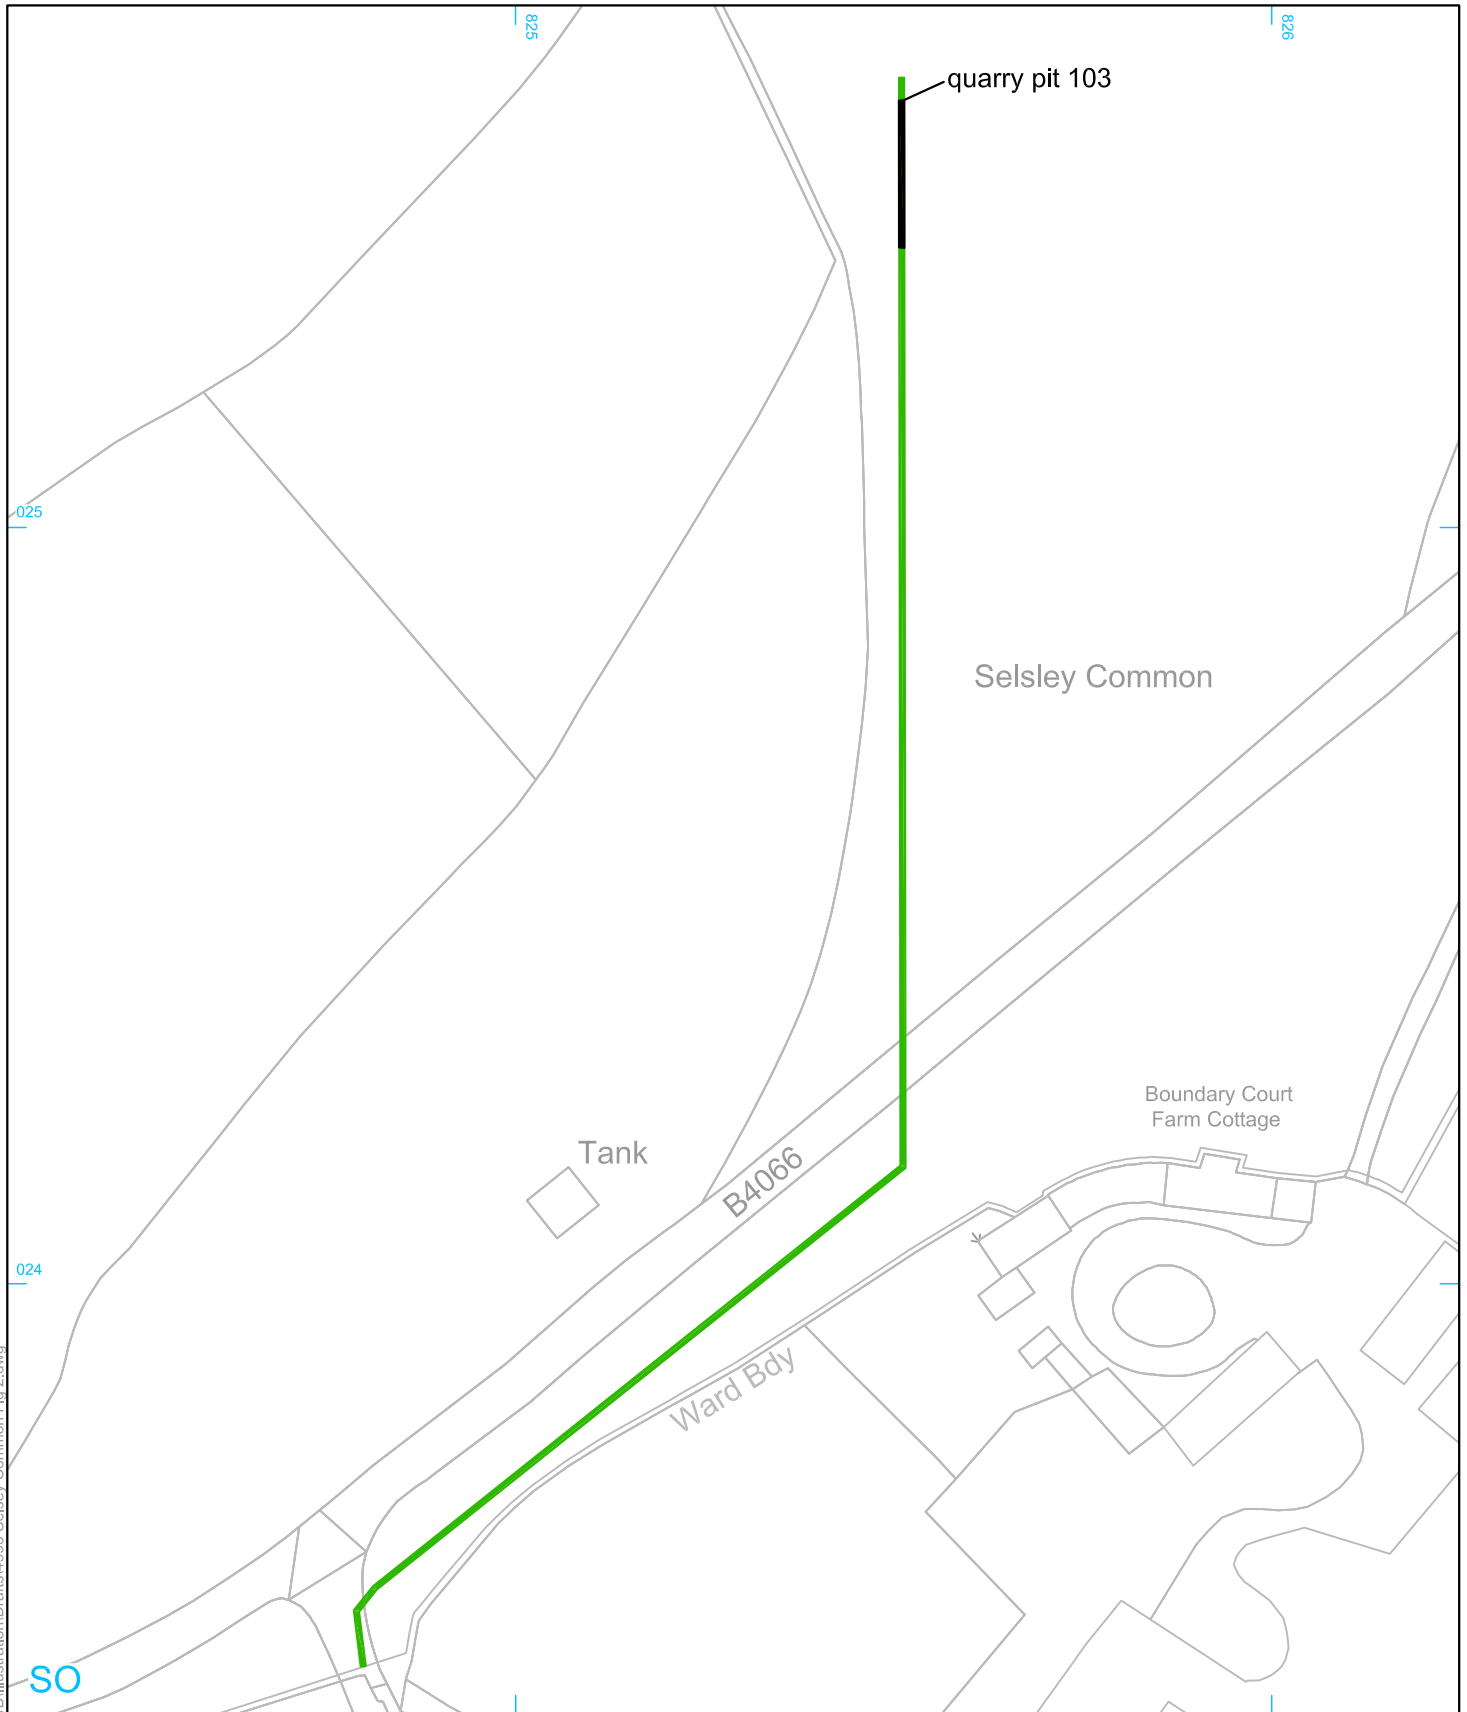 825
826
quarry pit 103
025
Selsley Common
Boundary Court
Farm Cottage
Tank
B4066
024
Ward Bdy
SO